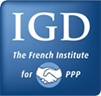 IGD
The French Institute
for PPP